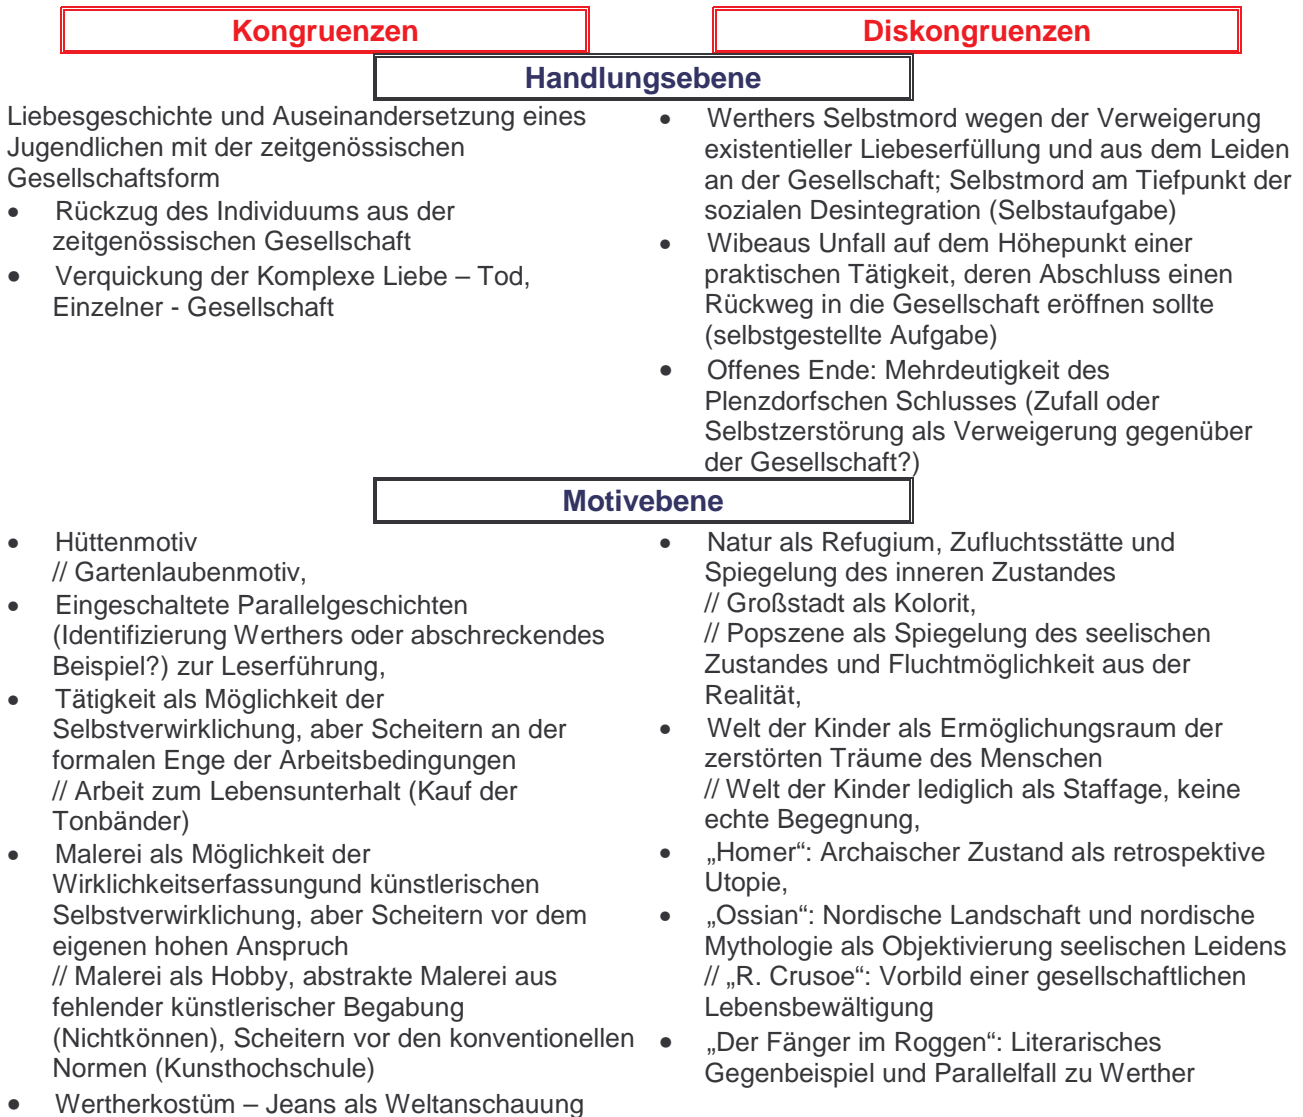 Kongruenzen
Diskongruenzen
Handlungsebene
Liebesgeschichte und Auseinandersetzung eines
Jugendlichen mit der zeitgenössischen
Gesellschaftsform
• Rückzug des Individuums aus der
zeitgenössischen Gesellschaft
• Verquickung der Komplexe Liebe – Tod,
Einzelner - Gesellschaft
• Werthers Selbstmord wegen der Verweigerung
existentieller Liebeserfüllung und aus dem Leiden
an der Gesellschaft; Selbstmord am Tiefpunkt der
sozialen Desintegration (Selbstaufgabe)
• Wibeaus Unfall auf dem Höhepunkt einer
praktischen Tätigkeit, deren Abschluss einen
Rückweg in die Gesellschaft eröffnen sollte
(selbstgestellte Aufgabe)
• Offenes Ende: Mehrdeutigkeit des
Plenzdorfschen Schlusses (Zufall oder
Selbstzerstörung als Verweigerung gegenüber
der Gesellschaft?)
Motivebene
• Hüttenmotiv
// Gartenlaubenmotiv,
• Eingeschaltete Parallelgeschichten
(Identifizierung Werthers oder abschreckendes
Beispiel?) zur Leserführung,
• Tätigkeit als Möglichkeit der
Selbstverwirklichung, aber Scheitern an der
formalen Enge der Arbeitsbedingungen
// Arbeit zum Lebensunterhalt (Kauf der
Tonbänder)
• Malerei als Möglichkeit der
Wirklichkeitserfassungund künstlerischen
Selbstverwirklichung, aber Scheitern vor dem
eigenen hohen Anspruch
// Malerei als Hobby, abstrakte Malerei aus
fehlender künstlerischer Begabung
(Nichtkönnen), Scheitern vor den konventionellen
Normen (Kunsthochschule)
• Wertherkostüm – Jeans als Weltanschauung
• Natur als Refugium, Zufluchtsstätte und
Spiegelung des inneren Zustandes
// Großstadt als Kolorit,
// Popszene als Spiegelung des seelischen
Zustandes und Fluchtmöglichkeit aus der
Realität,
• Welt der Kinder als Ermöglichungsraum der
zerstörten Träume des Menschen
// Welt der Kinder lediglich als Staffage, keine
echte Begegnung,
• „Homer“: Archaischer Zustand als retrospektive
Utopie,
• „Ossian“: Nordische Landschaft und nordische
Mythologie als Objektivierung seelischen Leidens
// „R. Crusoe“: Vorbild einer gesellschaftlichen
Lebensbewältigung
• „Der Fänger im Roggen“: Literarisches
Gegenbeispiel und Parallelfall zu Werther